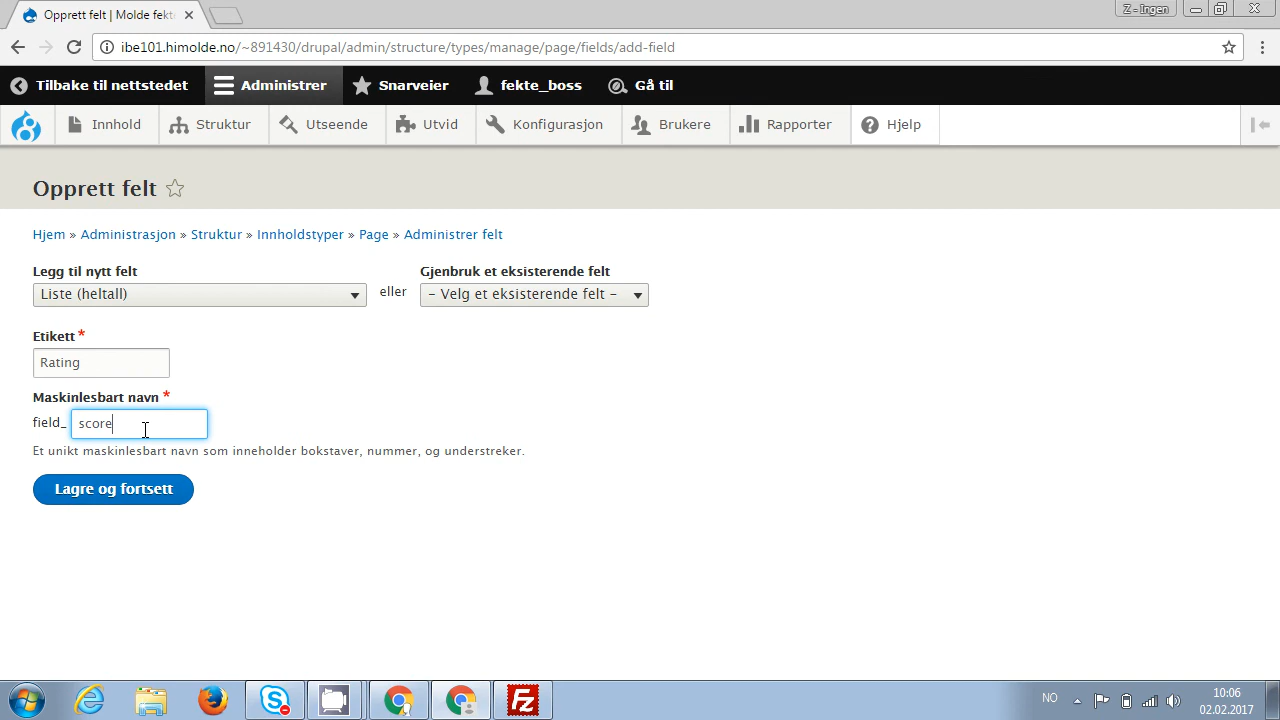 Opprett felt | Molde fekt
Z - Ingen
ibe101.himolde.no/~891430/drupal/admin/structure/types/manage/page/fields/add-field
Tilbake til nettstedet Administrer Snarveier fekte_boss Gå til
Innhold Struktur Utseende Utvid Konfigurasjon Brukere Rapporter Hjelp
Opprett felt
Hjem » Administrasjon » Struktur » Innholdstyper » Page » Administrer felt
Legg til nytt felt Gjenbruk et eksisterende felt
Liste (heltall) eller – Velg et eksisterende felt –
Etikett *
Rating
Maskinlesbart navn *
field_ score
Et unikt maskinlesbart navn som inneholder bokstaver, nummer, og understreker.
Lagre og fortsett
NO 10:06
02.02.2017